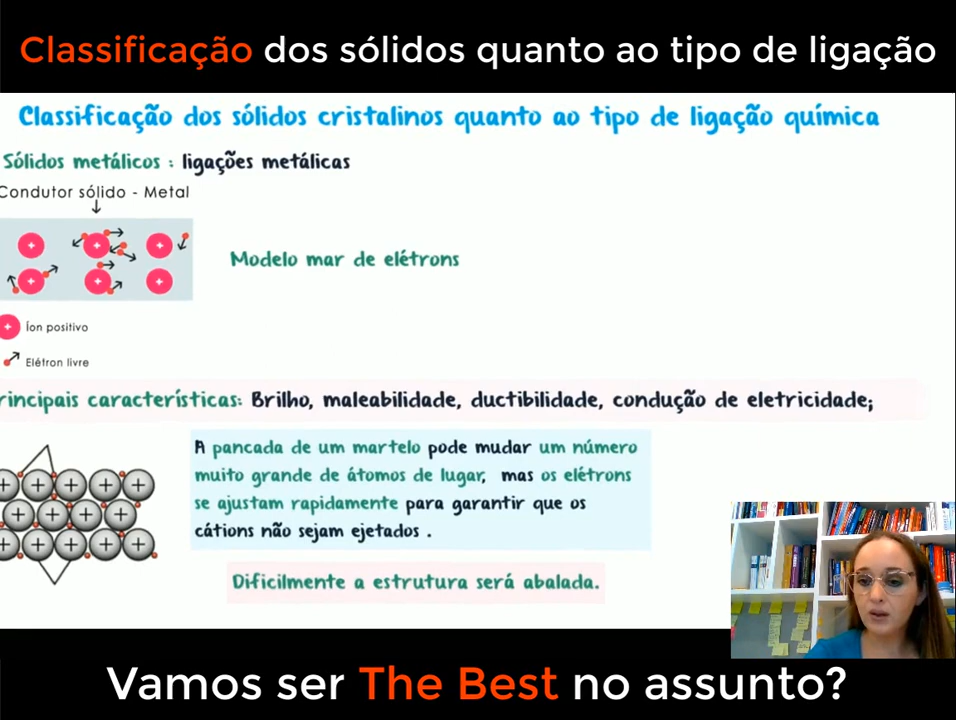 Classificação dos sólidos quanto ao tipo de ligação
Classificação dos sólidos cristalinos quanto ao tipo de ligação química
Sólidos metálicos : ligações metálicas
Condutor sólido - Metal
Modelo mar de elétrons
Íon positivo
Elétron livre
rincipais características: Brilho, maleabilidade, ductibilidade, condução de eletricidade;
A pancada de um martelo pode mudar um número
muito grande de átomos de lugar, mas os elétrons
se ajustam rapidamente para garantir que os
cátions não sejam ejetados .
Dificilmente a estrutura será abalada.
Vamos ser The Best no assunto?